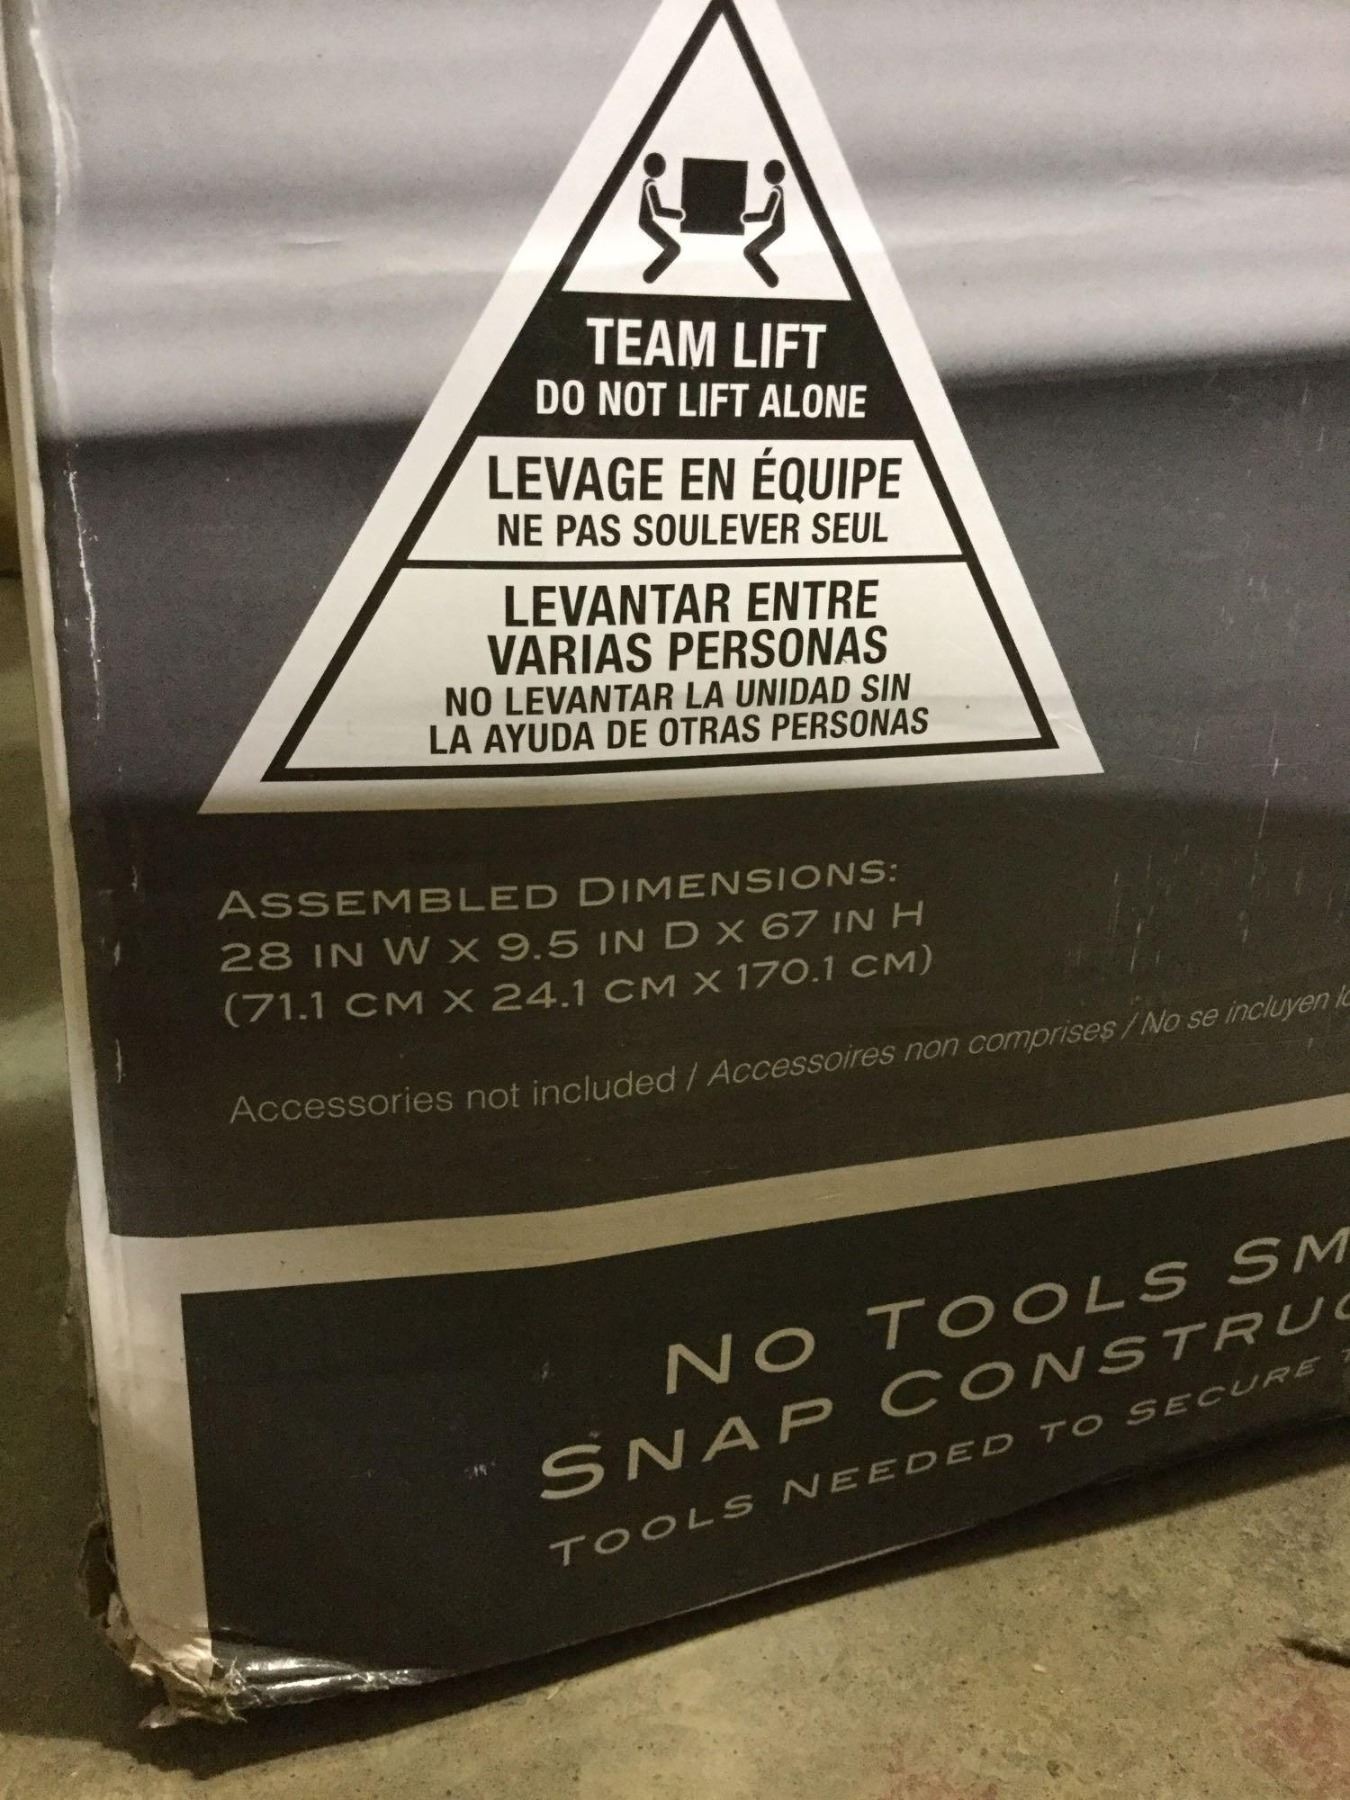 TEAM LIFT
DO NOT LIFT ALONE
LEVAGE EN ÉQUIPE
NE PAS SOULEVER SEUL
LEVANTAR ENTRE
VARIAS PERSONAS
NO LEVANTAR LA UNIDAD SIN
LA AYUDA DE OTRAS PERSONAS
ASSEMBLED DIMENSIONS:
28 IN W X 9.5 IN D X 67 IN H
(71.1 CM X 24.1 CM X 170.1 CM)
Accessories not included / Accessoires non comprises / No se incluyen
NO TOOLS
SNAP
TOOLS NEEDED TO SECURE